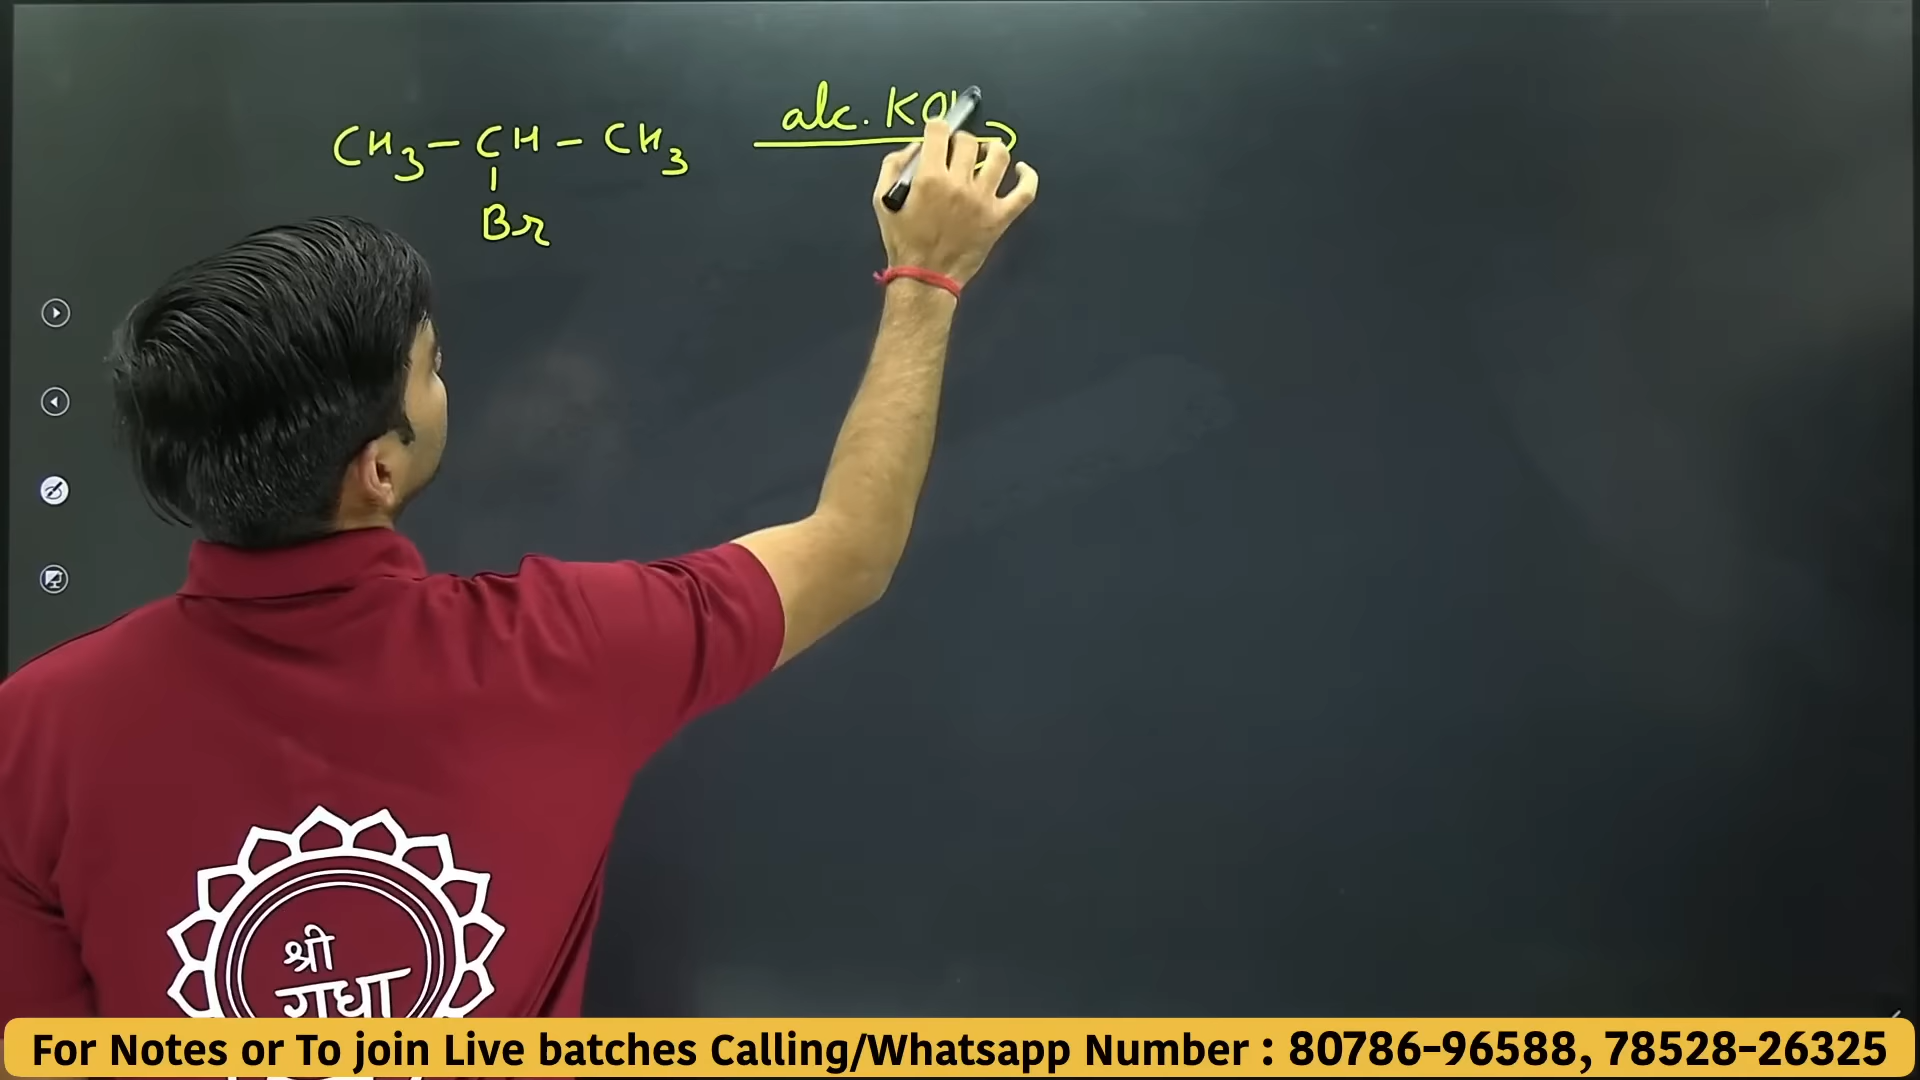 CH₃ – CH – CH₃ alc. KOH
Br
श्री
राधा
For Notes or To join Live batches Calling/Whatsapp Number : 80786-96588, 78528-26325